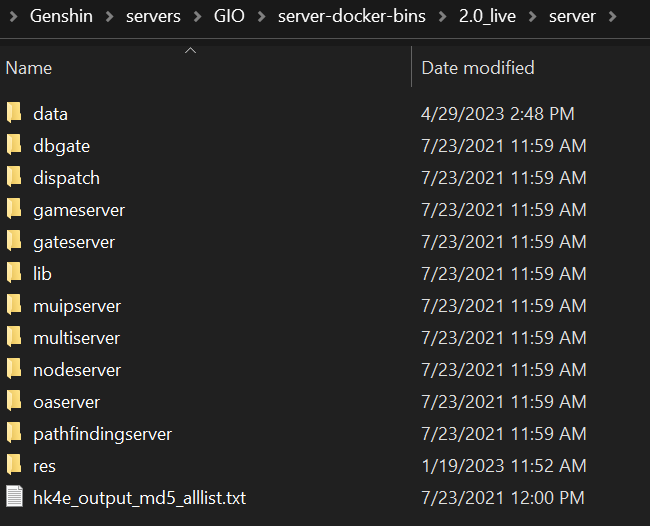 Genshin > servers > GIO > server-docker-bins > 2.0_live > server >
Name Date modified
data 4/29/2023 2:48 PM
dbgate 7/23/2021 11:59 AM
dispatch 7/23/2021 11:59 AM
gameserver 7/23/2021 11:59 AM
gateserver 7/23/2021 11:59 AM
lib 7/23/2021 11:59 AM
muipserver 7/23/2021 11:59 AM
multiserver 7/23/2021 11:59 AM
nodeserver 7/23/2021 11:59 AM
oaserver 7/23/2021 11:59 AM
pathfindingserver 7/23/2021 11:59 AM
res 1/19/2023 11:52 AM
hk4e_output_md5_alllist.txt 7/23/2021 12:00 PM